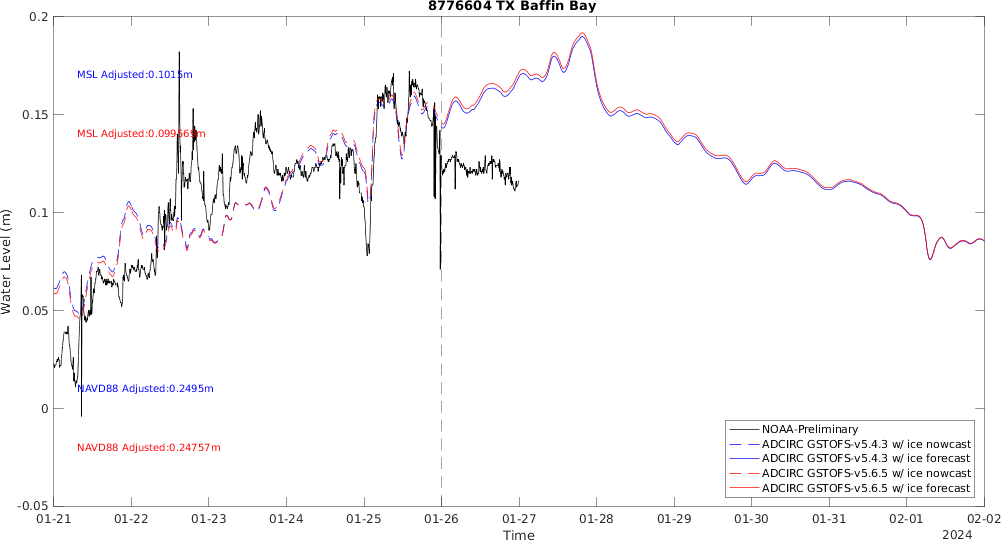 8776604 TX Baffin Bay
0.2
0.15
0.1
0.05
0
-0.05
Water Level (m)
MSL Adjusted:0.1015m
MSL Adjusted:
NAVD88 Adjusted:0.2495m
NAVD88 Adjusted:0.24757m
NOAA-Preliminary
ADCIRC GSTOFS-v5.4.3 w/ ice nowcast
ADCIRC GSTOFS-v5.4.3 w/ ice forecast
ADCIRC GSTOFS-v5.6.5 w/ ice nowcast
ADCIRC GSTOFS-v5.6.5 w/ ice forecast
01-21 01-22 01-23 01-24 01-25 01-26 01-27 01-28 01-29 01-30 01-31 02-01 02-02
Time
2024